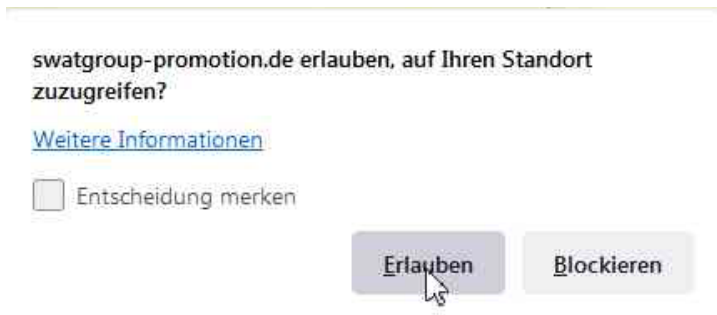 swatgroup-promotion.de erlauben, auf Ihren Standort
zuzugreifen?
Weitere Informationen
Entscheidung merken
Erlauben Blockieren